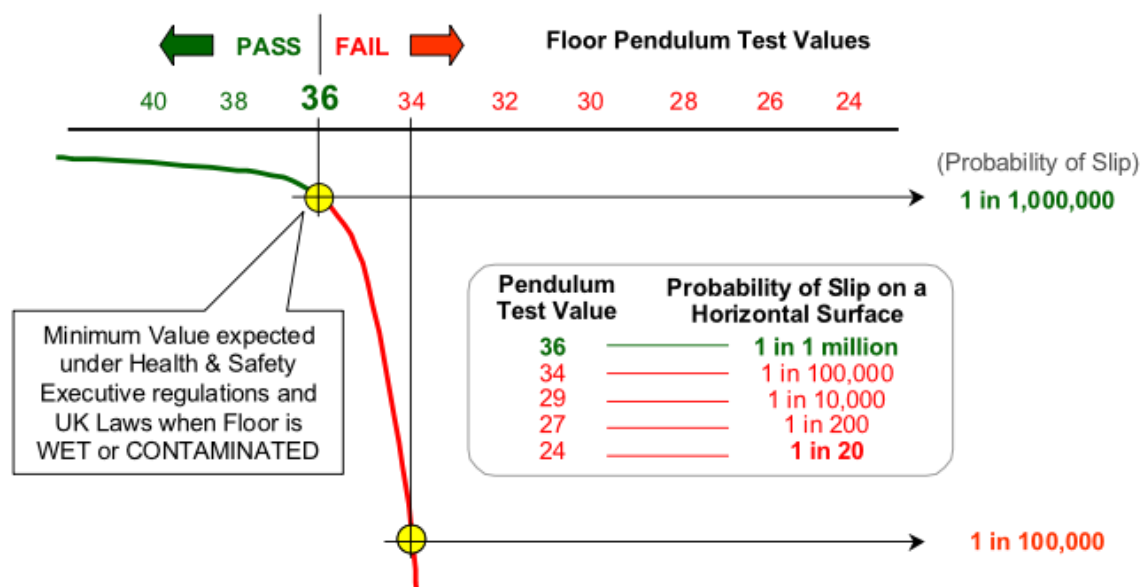 PASS FAIL Floor Pendulum Test Values
40 38 36 34 32 30 28 26 24
(Probability of Slip)
1 in 1,000,000
Pendulum
Test Value
Probability of Slip on a
Horizontal Surface
36 1 in 1 million
34 1 in 100,000
29 1 in 10,000
27 1 in 200
24 1 in 20
Minimum Value expected
under Health & Safety
Executive regulations and
UK Laws when Floor is
WET or CONTAMINATED
1 in 100,000